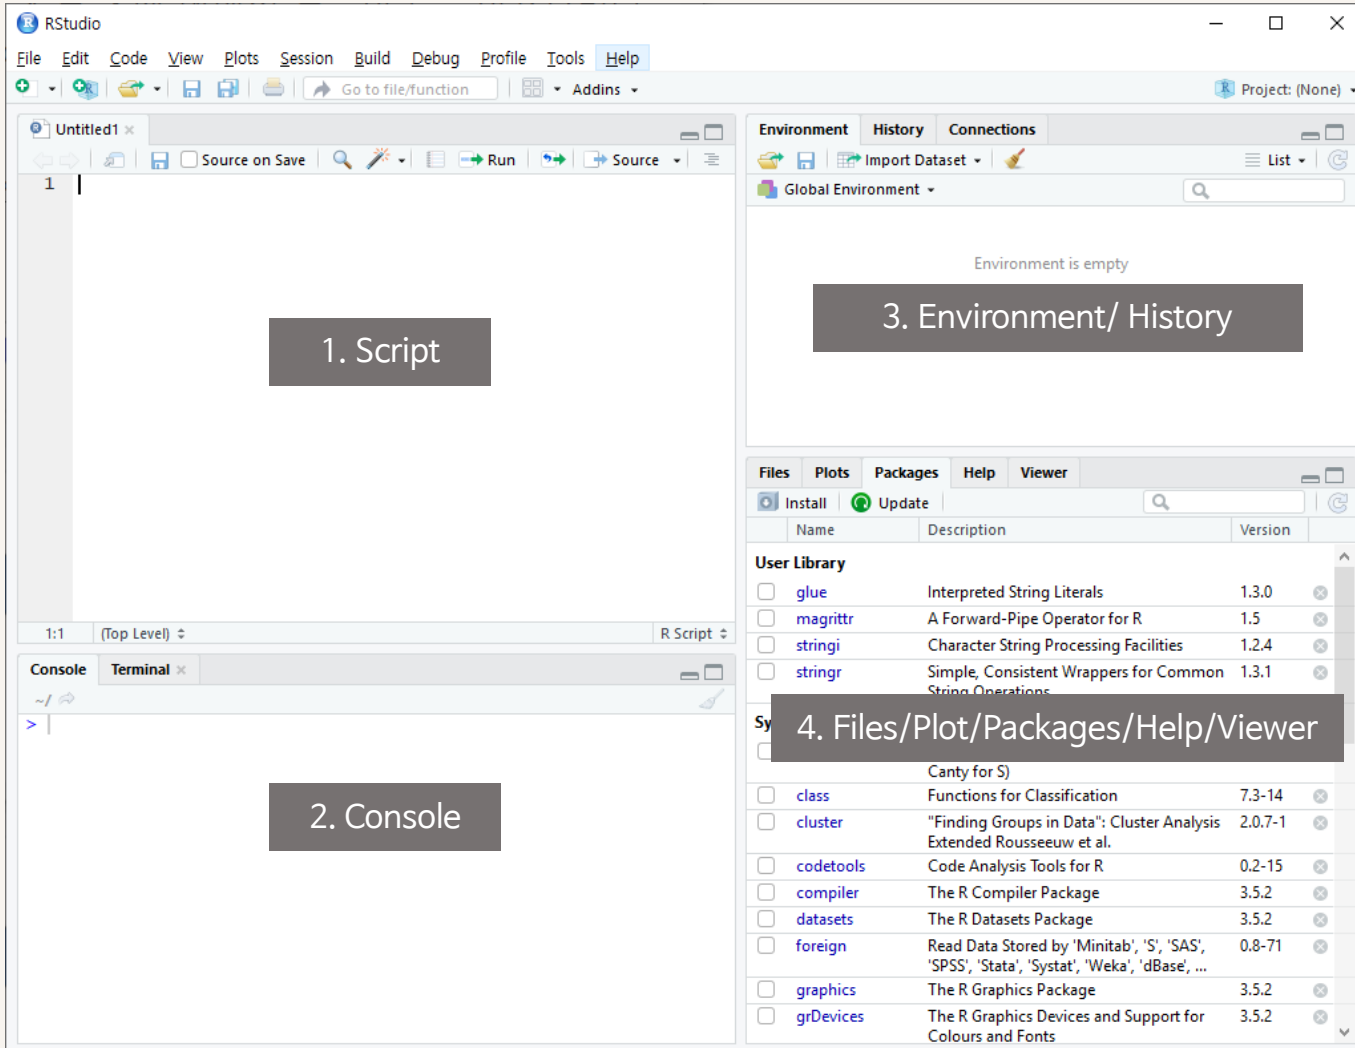 RStudio
File Edit Code View Plots Session Build Debug Profile Tools Help
Go to file/function Addins Project: (None)
Untitled1
Source on Save Run Source
1
1. Script
1:1 (Top Level) R Script
Console Terminal
~/
>
2. Console
Environment History Connections
Import Dataset List
Global Environment
Environment is empty
3. Environment/ History
Files Plots Packages Help Viewer
Install Update
Name Description Version
User Library
glue Interpreted String Literals 1.3.0
magrittr A Forward-Pipe Operator for R 1.5
stringi Character String Processing Facilities 1.2.4
stringr Simple, Consistent Wrappers for Common 1.3.1
String Operations
Sy
4. Files/Plot/Packages/Help/Viewer
Canty for S)
class Functions for Classification 7.3-14
cluster "Finding Groups in Data": Cluster Analysis 2.0.7-1
Extended Rousseeuw et al.
codetools Code Analysis Tools for R 0.2-15
compiler The R Compiler Package 3.5.2
datasets The R Datasets Package 3.5.2
foreign Read Data Stored by 'Minitab', 'S', 'SAS', 0.8-71
'SPSS', 'Stata', 'Systat', 'Weka', 'dBase', ...
graphics The R Graphics Package 3.5.2
grDevices The R Graphics Devices and Support for 3.5.2
Colours and Fonts